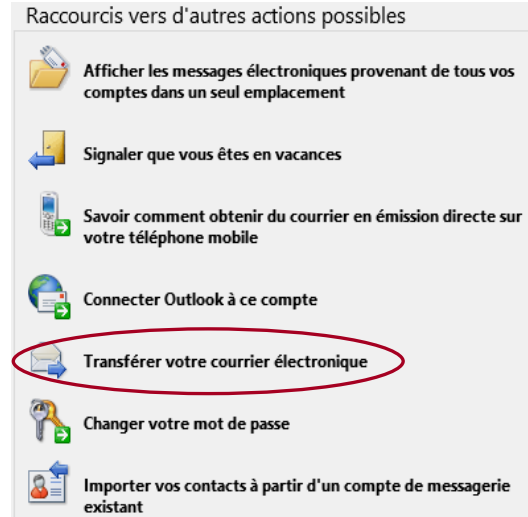 Raccourcis vers d'autres actions possibles
Afficher les messages électroniques provenant de tous vos
comptes dans un seul emplacement
Signaler que vous êtes en vacances
Savoir comment obtenir du courrier en émission directe sur
votre téléphone mobile
Connecter Outlook à ce compte
Transférer votre courrier électronique
Changer votre mot de passe
Importer vos contacts à partir d'un compte de messagerie
existant